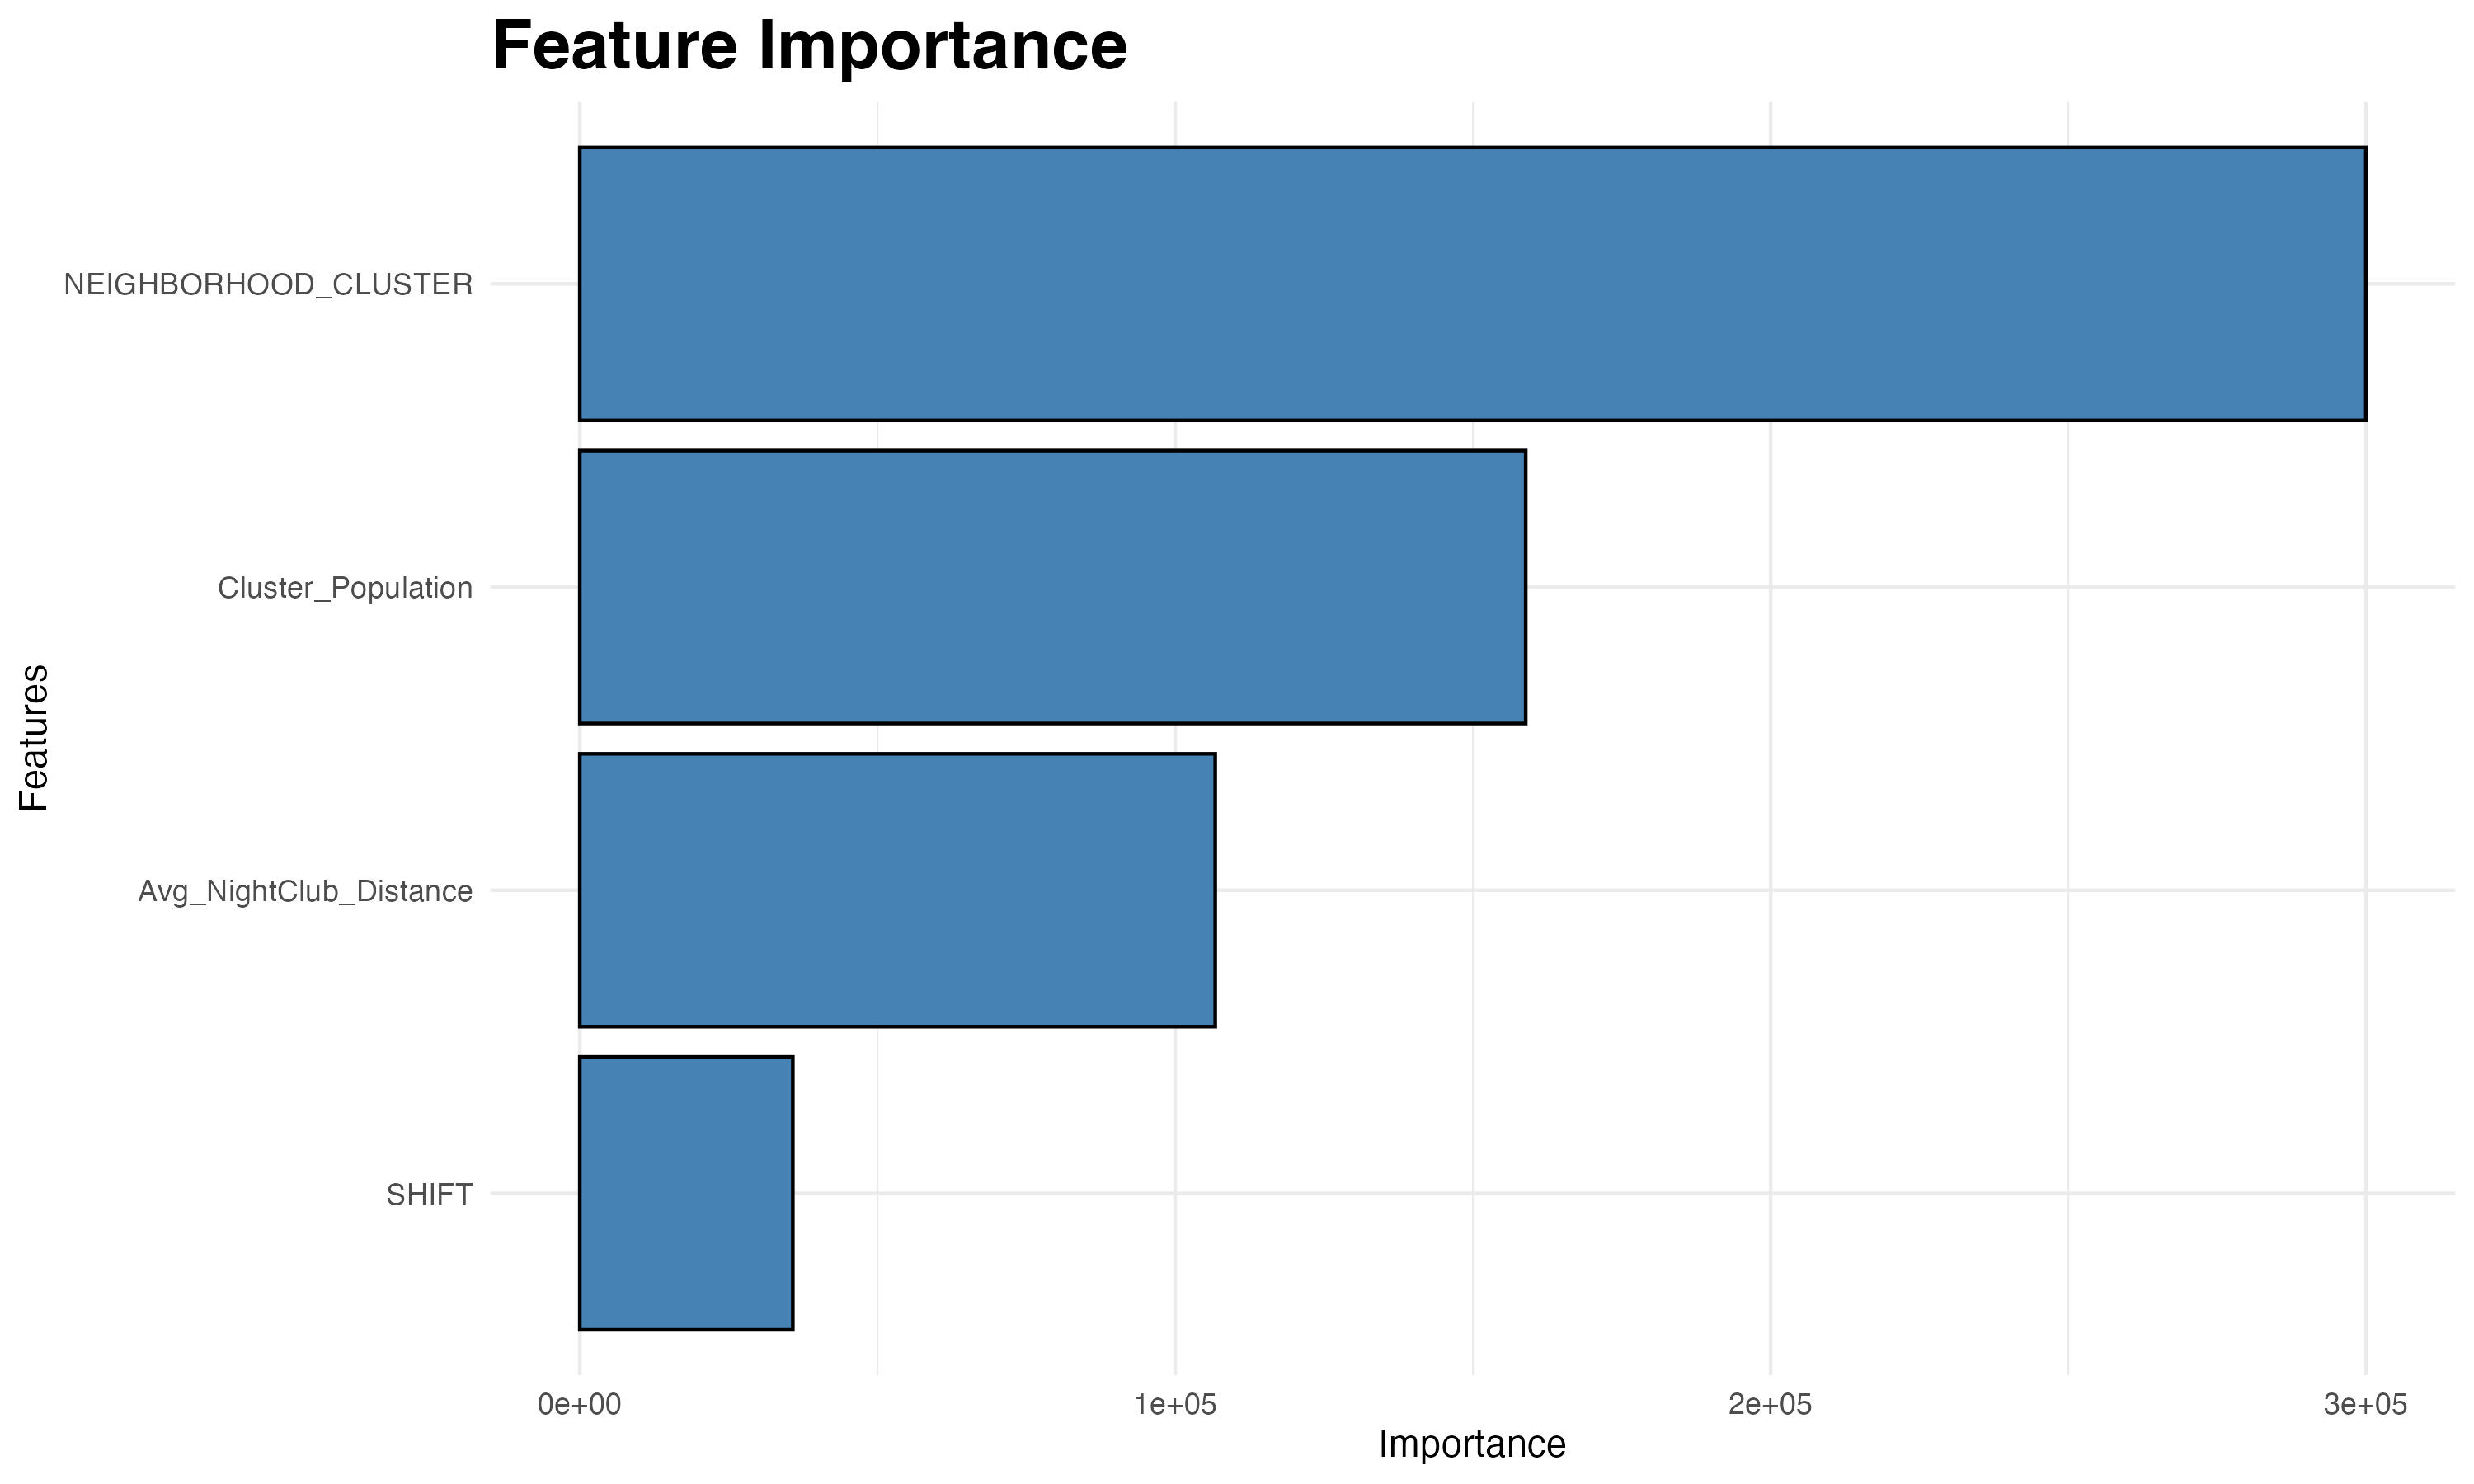 Feature Importance
NEIGHBORHOOD_CLUSTER
Cluster_Population
Avg_NightClub_Distance
SHIFT
Features
0e+00 1e+05 2e+05 3e+05
Importance